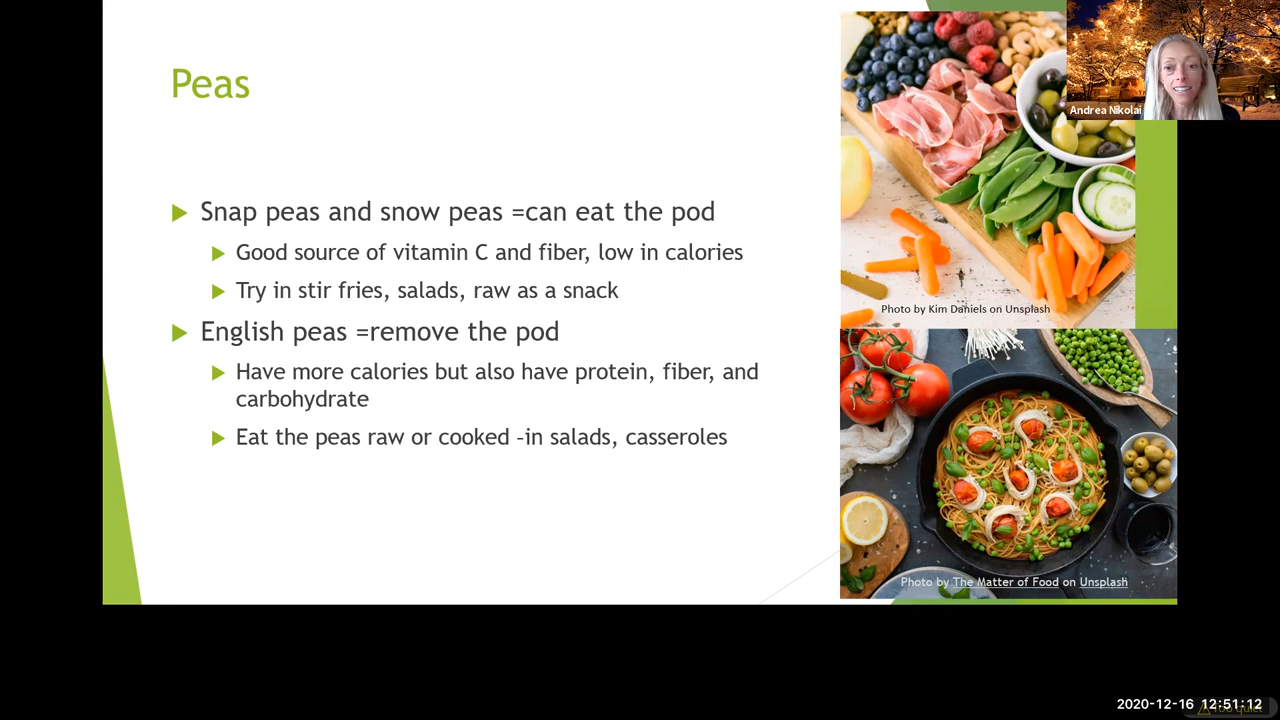 Peas
Snap peas and snow peas =can eat the pod
Good source of vitamin C and fiber, low in calories
Try in stir fries, salads, raw as a snack
English peas =remove the pod
Have more calories but also have protein, fiber, and
carbohydrate
Eat the peas raw or cooked –in salads, casseroles
Andrea Nikolai
Photo by Kim Daniels on Unsplash
Photo by The Matter of Food on Unsplash
2020-12-16 12:51:12